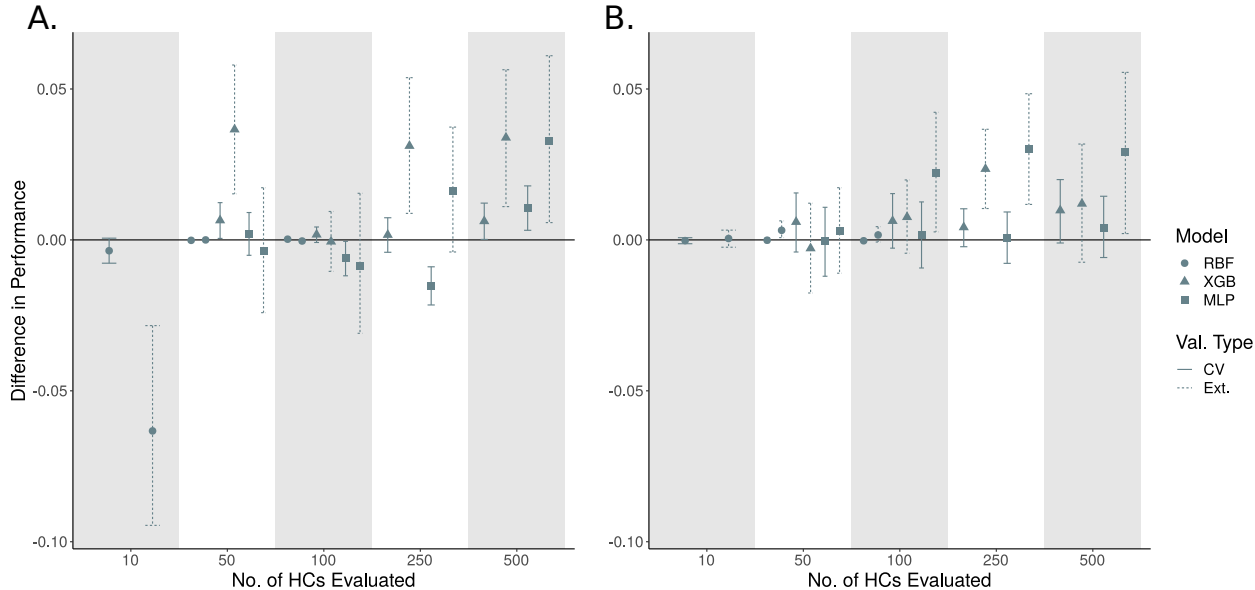 A.
B.
Difference in Performance
0.05
0.00
-0.05
-0.10
10 50 100 250 500
No. of HCs Evaluated
0.05
0.00
-0.05
-0.10
10 50 100 250 500
No. of HCs Evaluated
Model
RBF
XGB
MLP
Val. Type
CV
Ext.